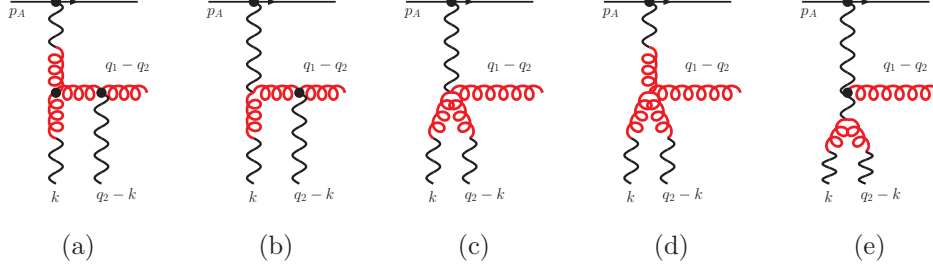 p_A p_A p_A p_A p_A
q_1 − q_2 q_1 − q_2 q_1 − q_2 q_1 − q_2 q_1 − q_2
k q_2 − k k q_2 − k k q_2 − k k q_2 − k k q_2 − k
(a) (b) (c) (d) (e)